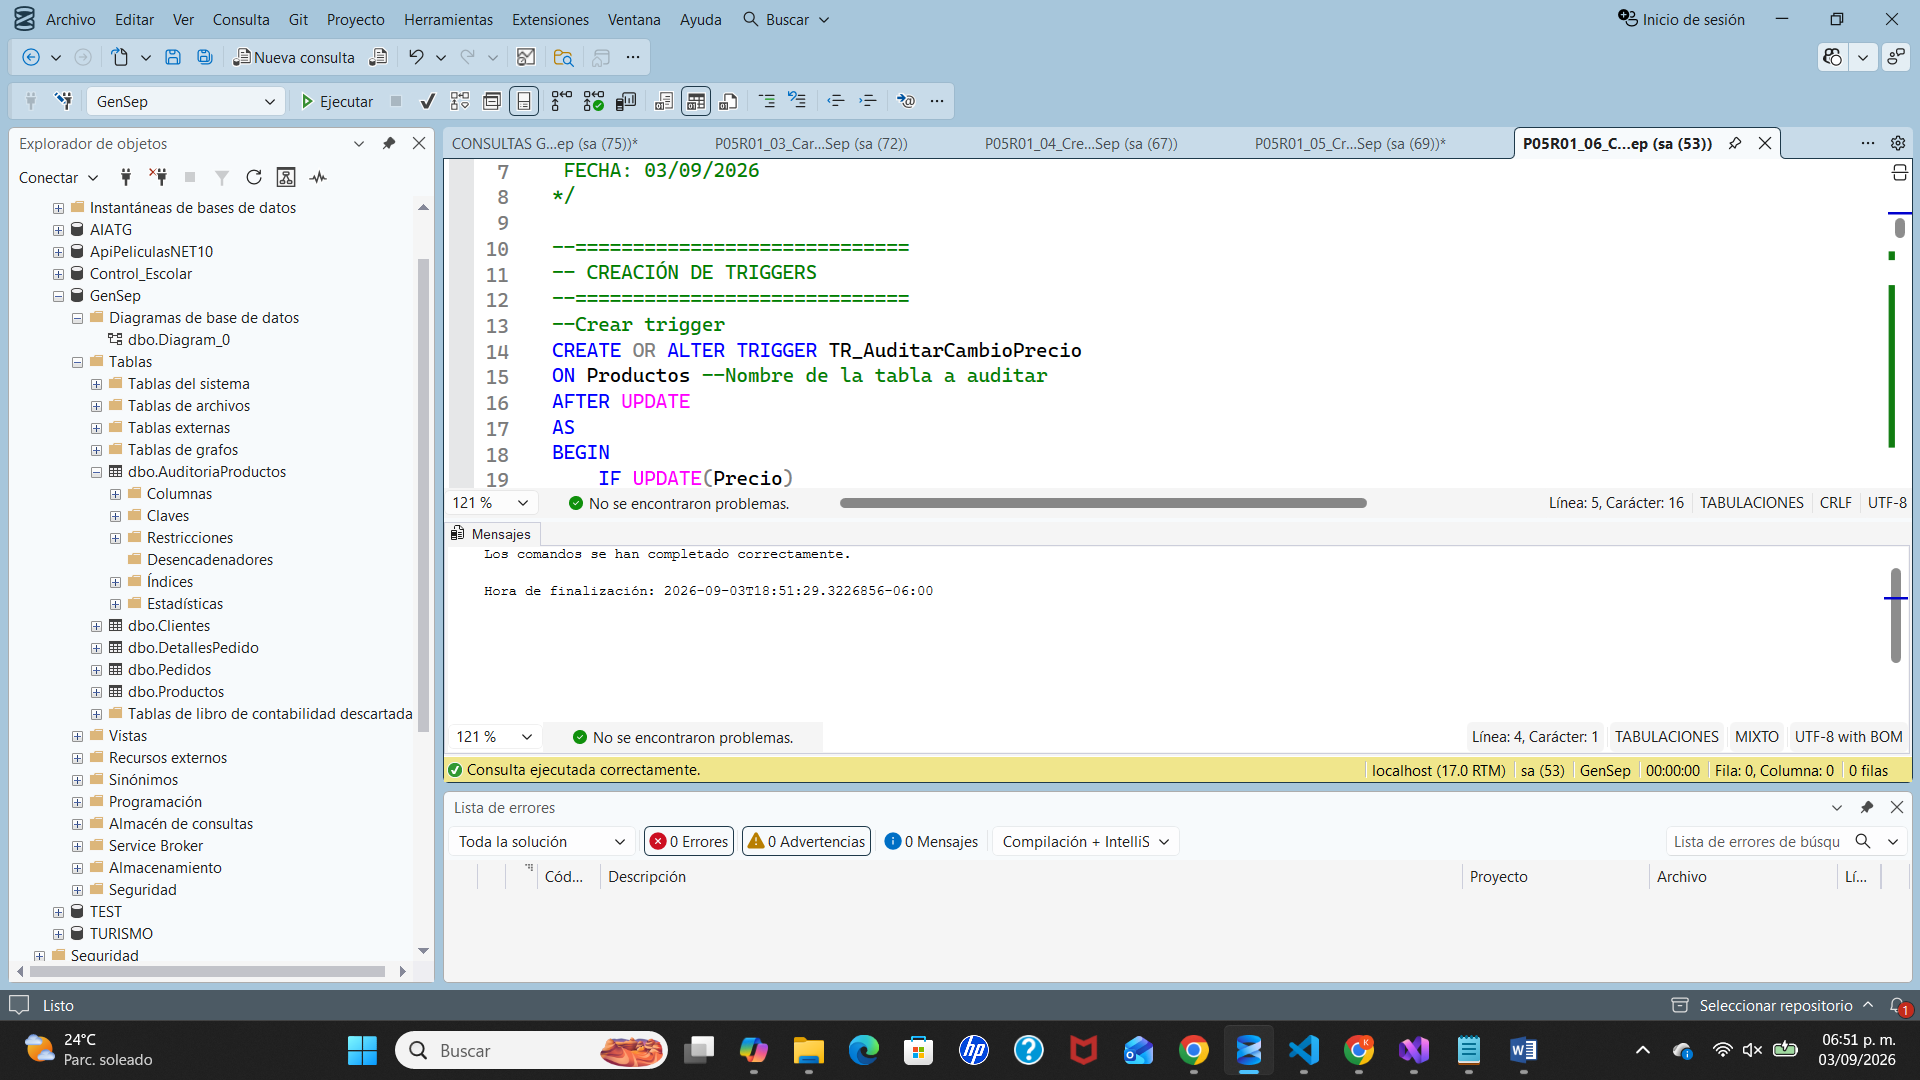 Archivo Editar Ver Consulta Git Proyecto Herramientas Extensiones Ventana Ayuda Buscar Inicio de sesión
Nueva consulta
GenSep Ejecutar
Explorador de objetos
Conectar
Instantáneas de bases de datos
AIATG
ApiPeliculasNET10
Control_Escolar
GenSep
Diagramas de base de datos
dbo.Diagram_0
Tablas
Tablas del sistema
Tablas de archivos
Tablas externas
Tablas de grafos
dbo.AuditoriaProductos
Columnas
Claves
Restricciones
Desencadenadores
Índices
Estadísticas
dbo.Clientes
dbo.DetallesPedido
dbo.Pedidos
dbo.Productos
Tablas de libro de contabilidad descartada
Vistas
Recursos externos
Sinónimos
Programación
Almacén de consultas
Service Broker
Almacenamiento
Seguridad
TEST
TURISMO
Seguridad
CONSULTAS G...ep (sa (75))* P05R01_03_Car...Sep (sa (72)) P05R01_04_Cre...Sep (sa (67)) P05R01_05_Cr...Sep (sa (69))* P05R01_06_C...ep (sa (53))
7 FECHA: 03/09/2026
8 */
9
10 --=============================
11 -- CREACIÓN DE TRIGGERS
12 --=============================
13 --Crear trigger
14 CREATE OR ALTER TRIGGER TR_AuditarCambioPrecio
15 ON Productos --Nombre de la tabla a auditar
16 AFTER UPDATE
17 AS
18 BEGIN
19 IF UPDATE(Precio)
121 % No se encontraron problemas. Línea: 5, Carácter: 16 TABULACIONES CRLF UTF-8
Mensajes
Los comandos se han completado correctamente.
Hora de finalización: 2026-09-03T18:51:29.3226856-06:00
121 % No se encontraron problemas. Línea: 4, Carácter: 1 TABULACIONES MIXTO UTF-8 with BOM
Consulta ejecutada correctamente. localhost (17.0 RTM) sa (53) GenSep 00:00:00 Fila: 0, Columna: 0 0 filas
Lista de errores
Toda la solución 0 Errores 0 Advertencias 0 Mensajes Compilación + IntelliS Lista de errores de búsqu
Cód... Descripción Proyecto Archivo Lí...
Listo Seleccionar repositorio 1
24°C
Parc. soleado
Buscar
06:51 p. m.
03/09/2026